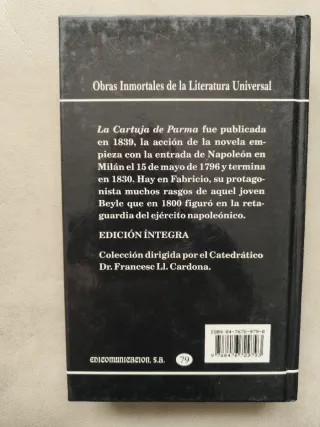 Obras Inmortales de la Literatura Universal
La Cartuja de Parma fue publicada
en 1839, la acción de la novela em-
pieza con la entrada de Napoleón en
Milán el 15 de mayo de 1796 y termina
en 1830. Hay en Fabricio, su protago-
nista muchos rasgos de aquel joven
Beyle que en 1800 figuró en la reta-
guardia del ejército napoleónico.
EDICIÓN ÍNTEGRA
Colección dirigida por el Catedrático
Dr. Francesc Ll. Cardona.
EDICOMUNICACION, S.A.
79